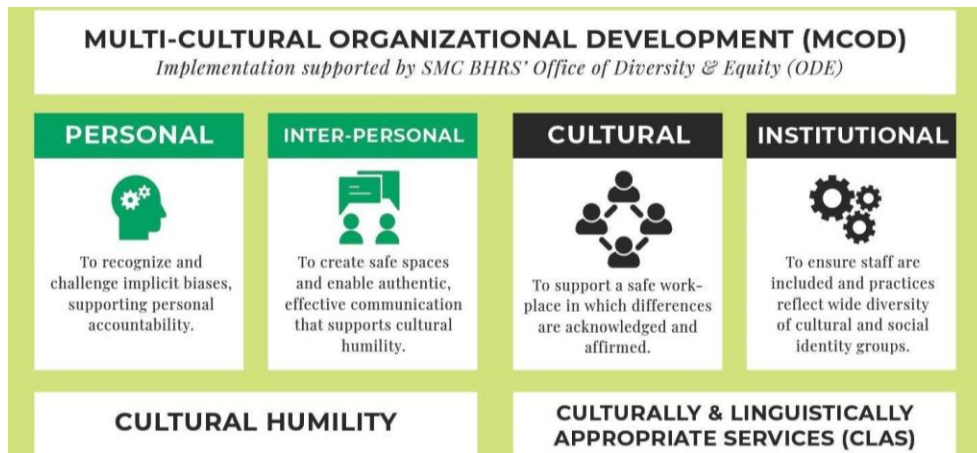 MULTI-CULTURAL ORGANIZATIONAL DEVELOPMENT (MCOD)
Implementation supported by SMC BHRS' Office of Diversity & Equity (ODE)
PERSONAL
To recognize and
challenge implicit biases,
supporting personal
accountability.
INTER-PERSONAL
To create safe spaces
and enable authentic,
effective communication
that supports cultural
humility.
CULTURAL
To support a safe work-
place in which differences
are acknowledged and
affirmed.
INSTITUTIONAL
To ensure staff are
included and practices
reflect wide diversity
of cultural and social
identity groups.
CULTURAL HUMILITY
CULTURALLY & LINGUISTICALLY
APPROPRIATE SERVICES (CLAS)